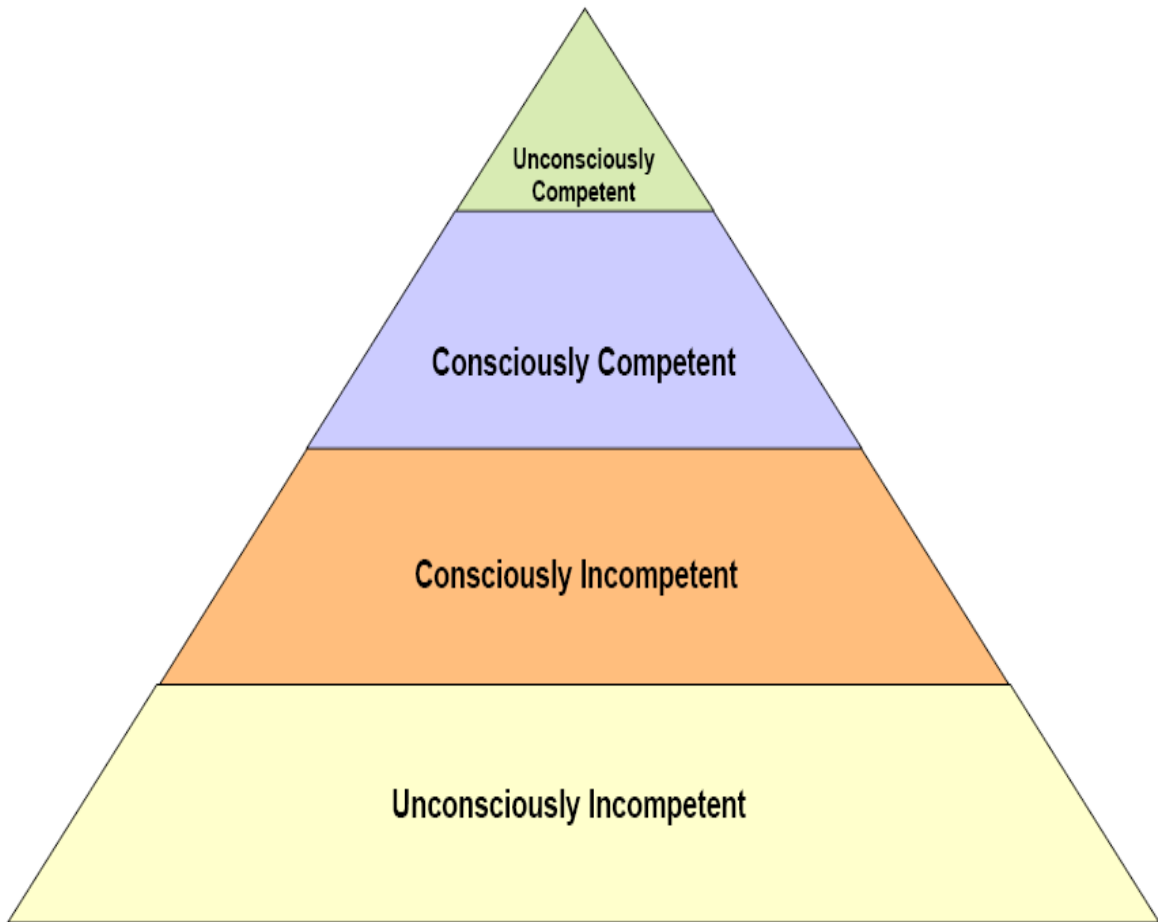 Unconsciously
Competent
Consciously Competent
Consciously Incompetent
Unconsciously Incompetent